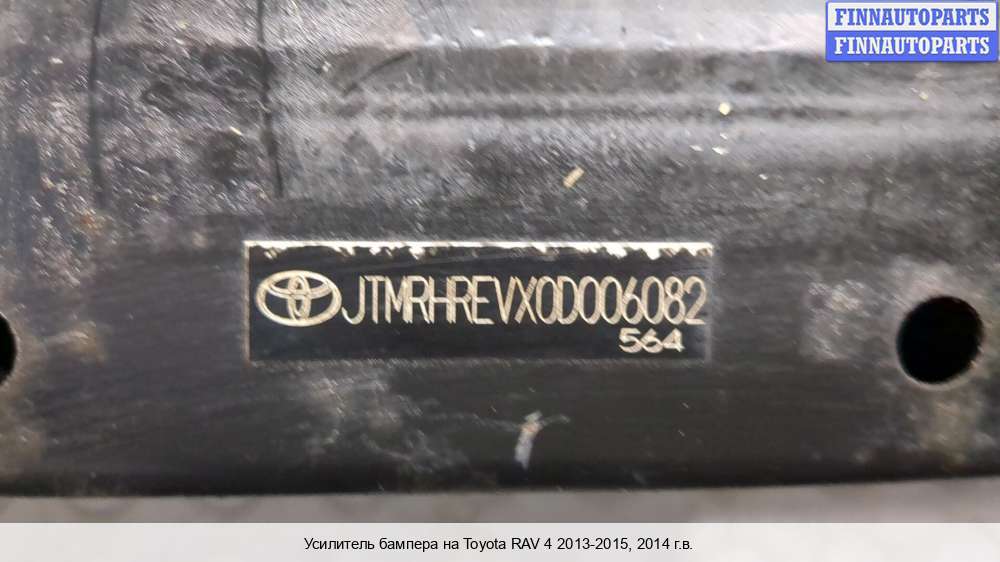 FINNAUTOPARTS
FINNAUTOPARTS
JTMRHREVX0D006082
564
Усилитель бампера на Toyota RAV 4 2013-2015, 2014 г.в.